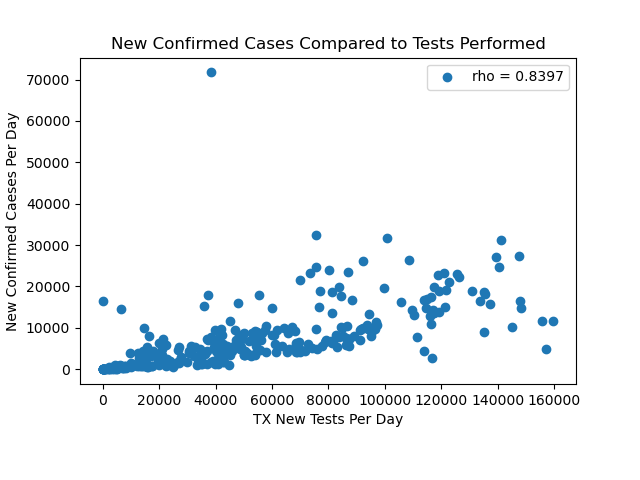 New Confirmed Cases Compared to Tests Performed
rho = 0.8397
70000
60000
50000
40000
30000
20000
10000
0
New Confirmed Caeses Per Day
0 20000 40000 60000 80000 100000 120000 140000 160000
TX New Tests Per Day